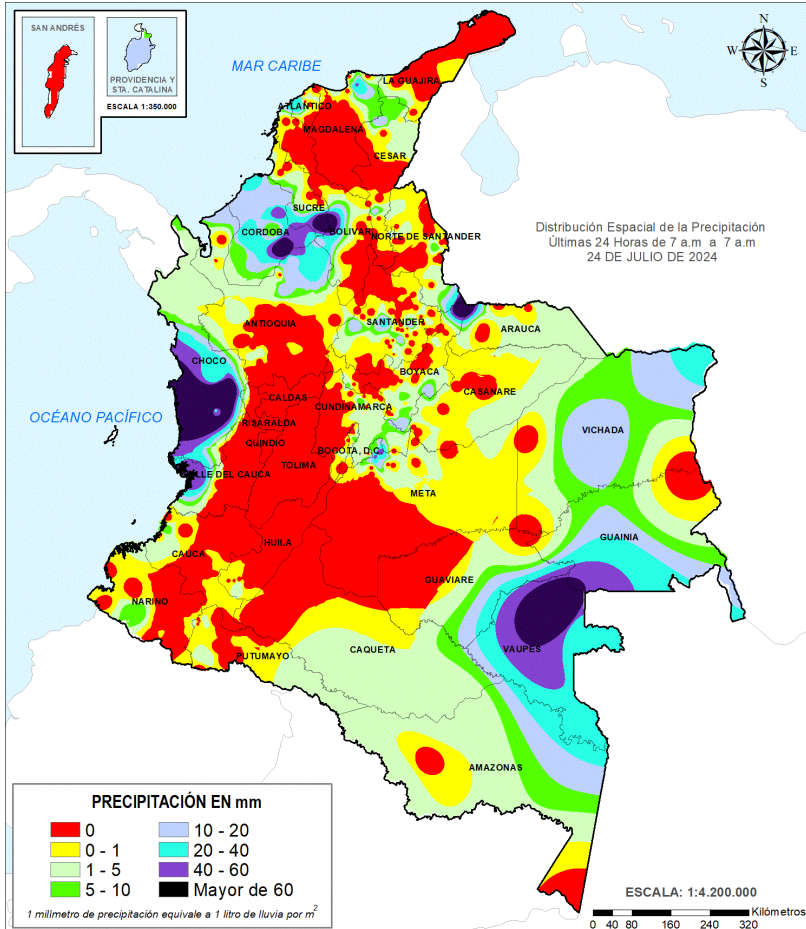 SAN ANDRÉS
PROVIDENCIA Y
STA. CATALINA
ESCALA 1:350.000
MAR CARIBE
N
W
E
S
LA GUAJIRA
ATLANTICO
MAGDALENA
CESAR
SUCRE
CORDOBA
BOLIVAR
NORTE DE SANTANDER
Distribución Espacial de la Precipitación
Últimas 24 Horas de 7 a.m a 7 a.m
24 DE JULIO DE 2024
ANTIOQUIA
SANTANDER
ARAUCA
CHOCO
BOYACA
CASANARE
CALDAS
CUNDINAMARCA
OCÉANO PACÍFICO
RISARALDA
VICHADA
QUINDIO
BOGOTA, D.C.
TOLIMA
VALLE DEL CAUCA
META
HUILA
GUAINIA
CAUCA
GUAVIARE
NARIÑO
VAUPES
CAQUETA
PUTUMAYO
AMAZONAS
PRECIPITACIÓN EN mm
0
10 - 20
0 - 1
20 - 40
1 - 5
40 - 60
5 - 10
Mayor de 60
1 milímetro de precipitación equivale a 1 litro de lluvia por m²
ESCALA: 1:4.200.000
Kilómetros
0 40 80 160 240 320